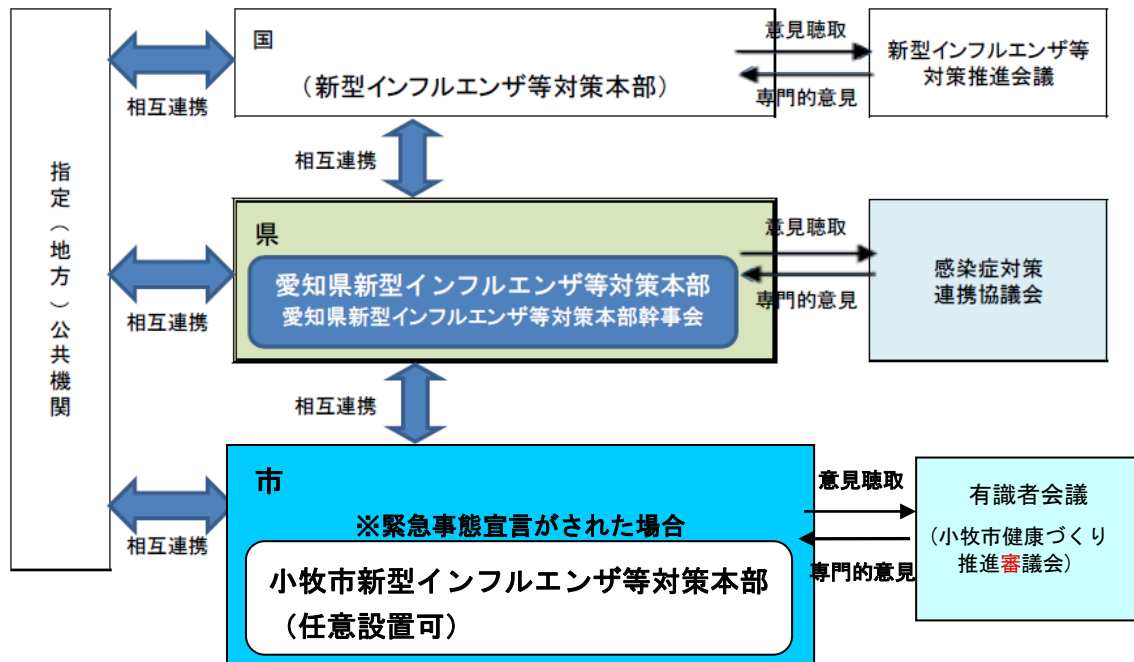 国
（新型インフルエンザ等対策本部）
意見聴取
専門的意見
新型インフルエンザ等
対策推進会議
相互連携
相互連携
指定（地方）公共機関
県
愛知県新型インフルエンザ等対策本部
愛知県新型インフルエンザ等対策本部幹事会
意見聴取
専門的意見
感染症対策
連携協議会
相互連携
相互連携
市
※緊急事態宣言がされた場合
小牧市新型インフルエンザ等対策本部
（任意設置可）
意見聴取
専門的意見
有識者会議
（小牧市健康づくり
推進審議会）
相互連携